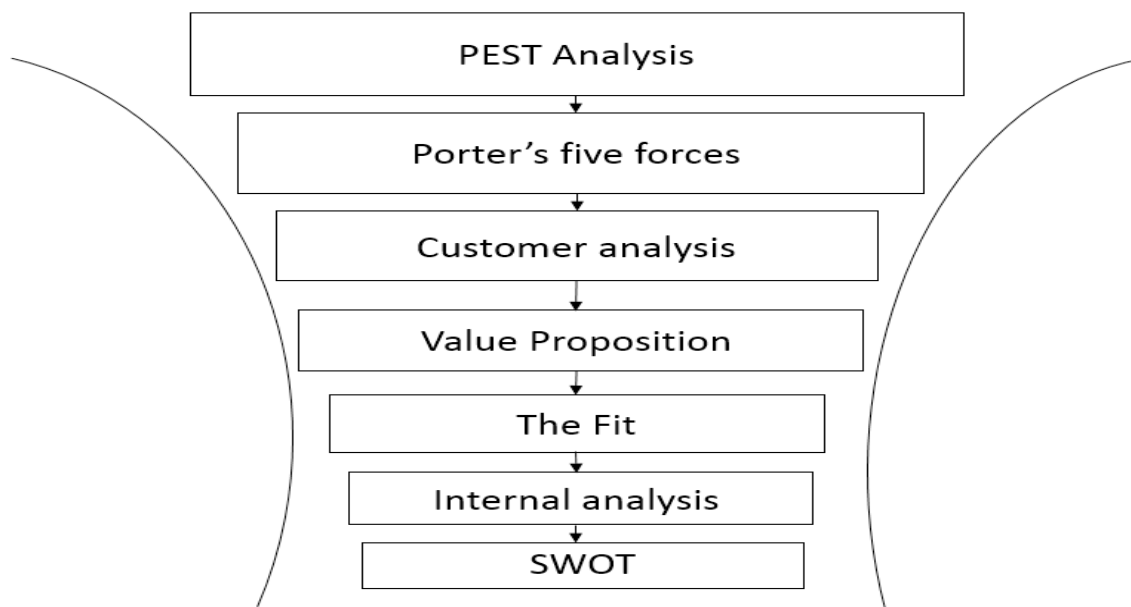 PEST Analysis
Porter’s five forces
Customer analysis
Value Proposition
The Fit
Internal analysis
SWOT